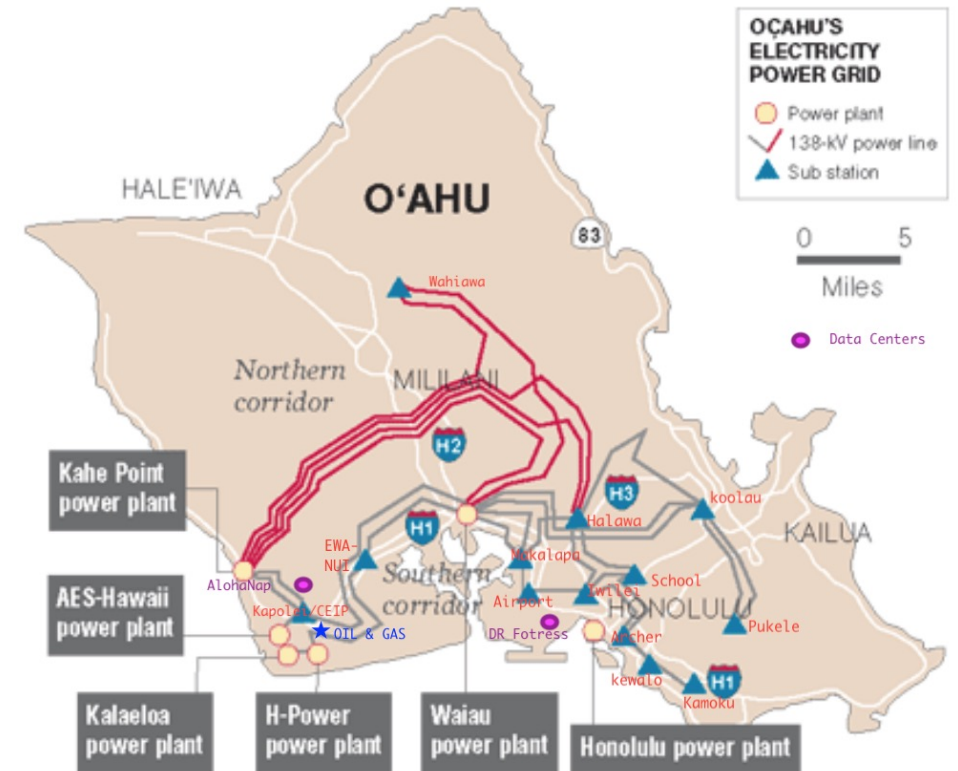 OÇAHU'S
ELECTRICITY
POWER GRID
Power plant
138-kV power line
Sub station
HALE'IWA
O‘AHU
83
0 5
Miles
Wahiawa
Data Centers
Northern
corridor
MILILANI
H2
Kahe Point
power plant
H3
koolau
H1
Halawa
KAILUA
EWA-
NUI
Makalapa
Southern
corridor
AlohaNap
School
AES-Hawaii
power plant
Kapolei/CEIP
Airport
Iwilei
HONOLULU
OIL & GAS
DR Fotress
Archer
Pukele
kewalo
H1
Kamoku
Kalaeloa
power plant
H-Power
power plant
Waiau
power plant
Honolulu power plant